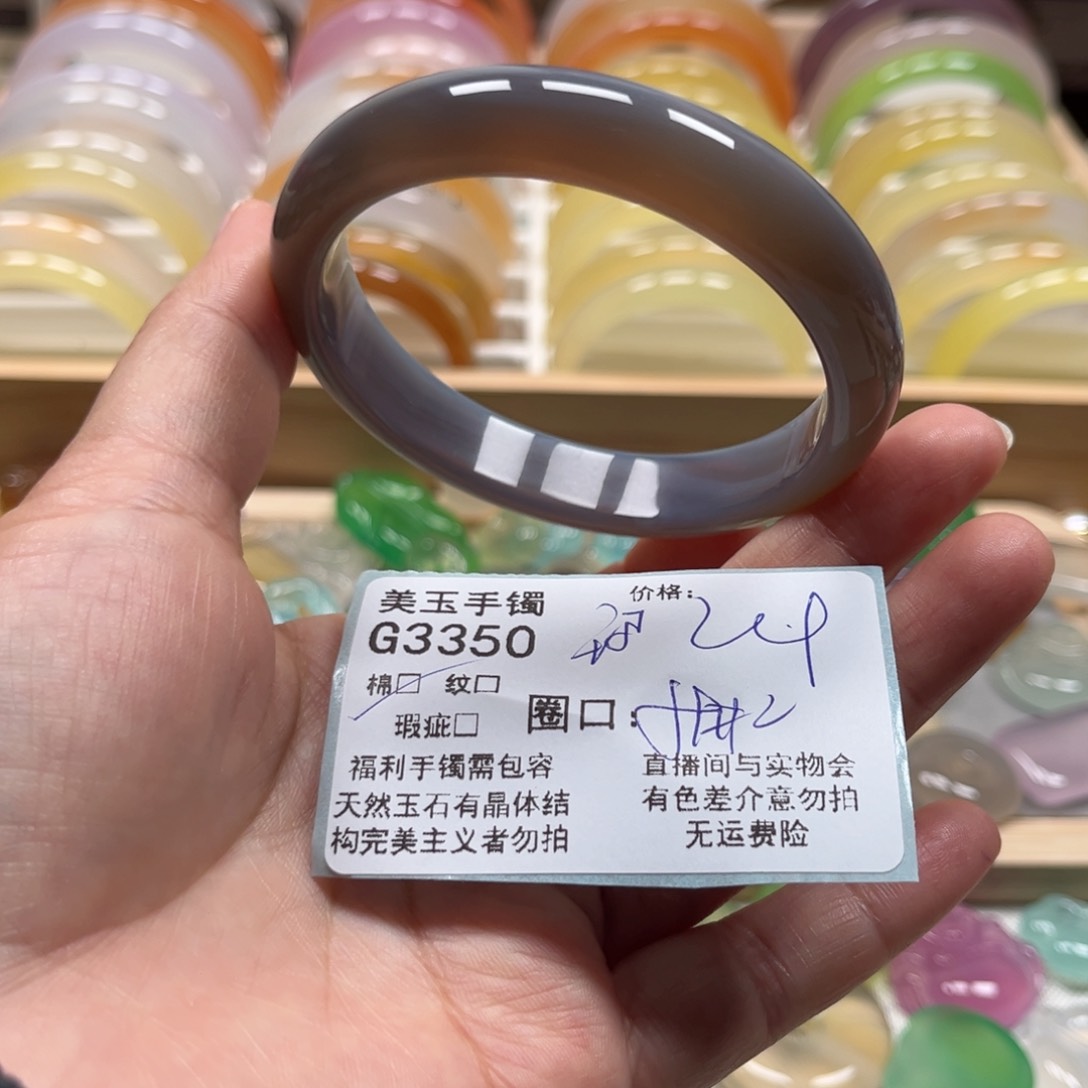 美玉手镯
价格：
G3350
棉☑ 纹□
瑕疵□
圈口：
福利手镯需包容
天然玉石有晶体结
构完美主义者勿拍
直播间与实物会
有色差介意勿拍
无运费险